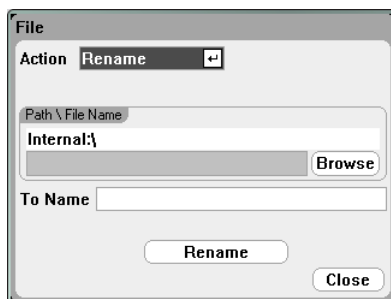 File
Action Rename
Path \ File Name
Internal:\
Browse
To Name
Rename
Close